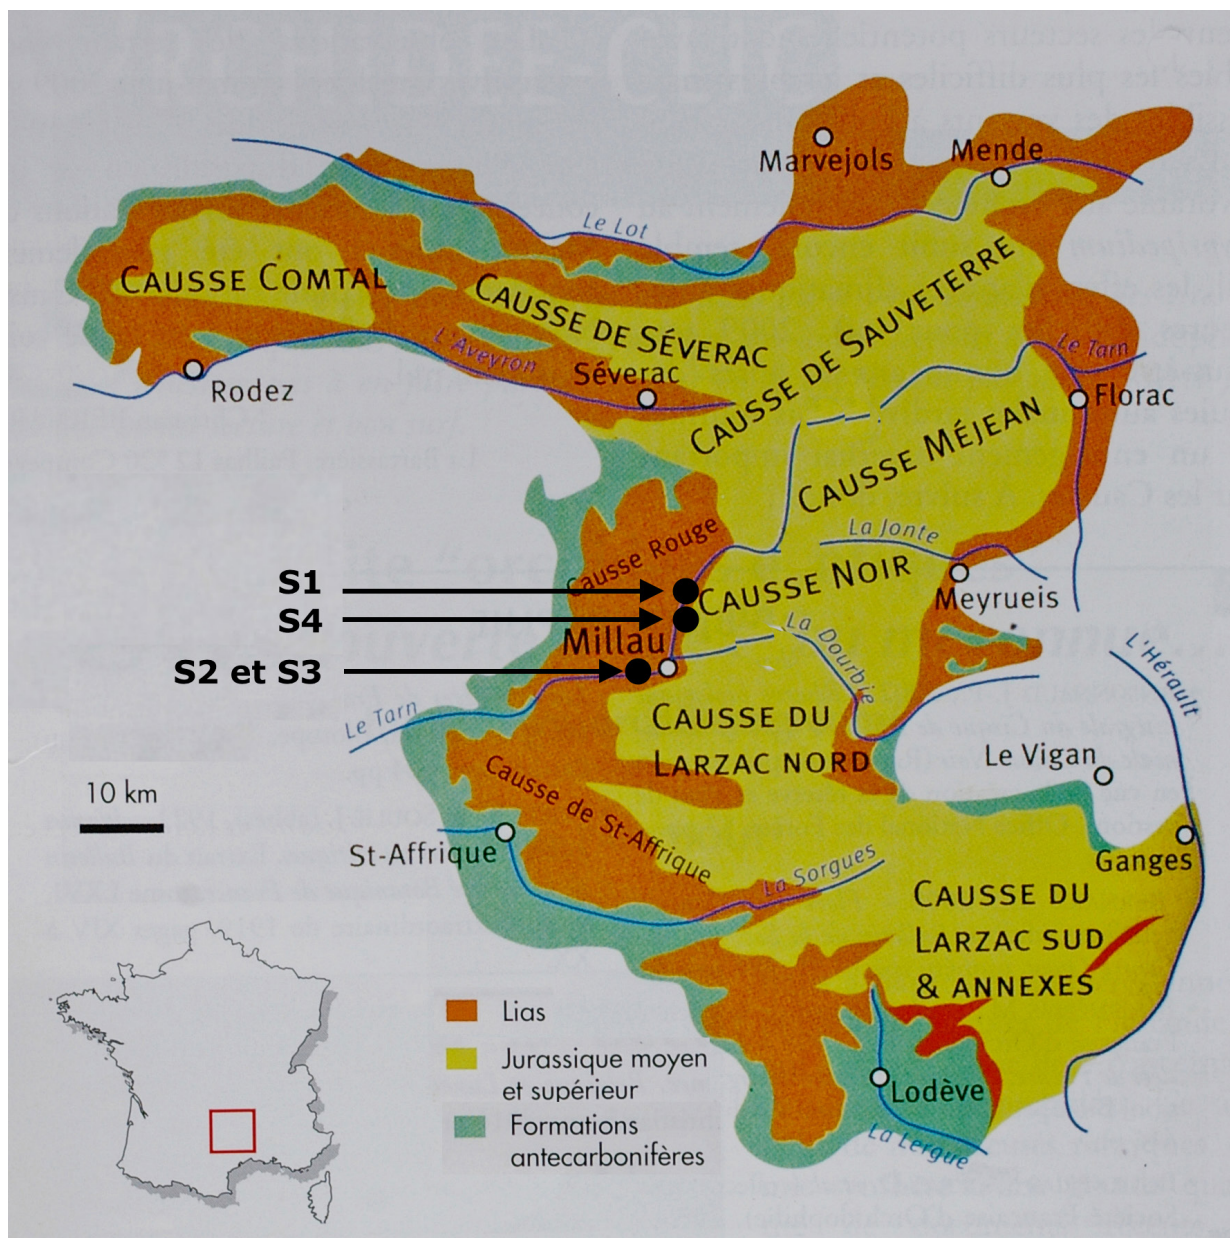 Marvejols
Mende
Le Lot
CAUSSE COMTAL
CAUSSE DE SÉVERAC
CAUSSE DE SAUVETERRE
L'Aveyron
Séverac
Rodez
Le Tarn
Florac
CAUSSE MÉJEAN
Causse Rouge
La Jonte
S1
CAUSSE NOIR
Meyrueis
S4
Millau
La Dourbie
S2 et S3
L'Hérault
Le Tarn
CAUSSE DU
LARZAC NORD
Le Vigan
10 km
Causse de St-Affrique
St-Affrique
La Sorgues
Ganges
CAUSSE DU
LARZAC SUD
& ANNEXES
Lias
Jurassique moyen
et supérieur
Formations
antecarbonifères
Lodève
La Lergue